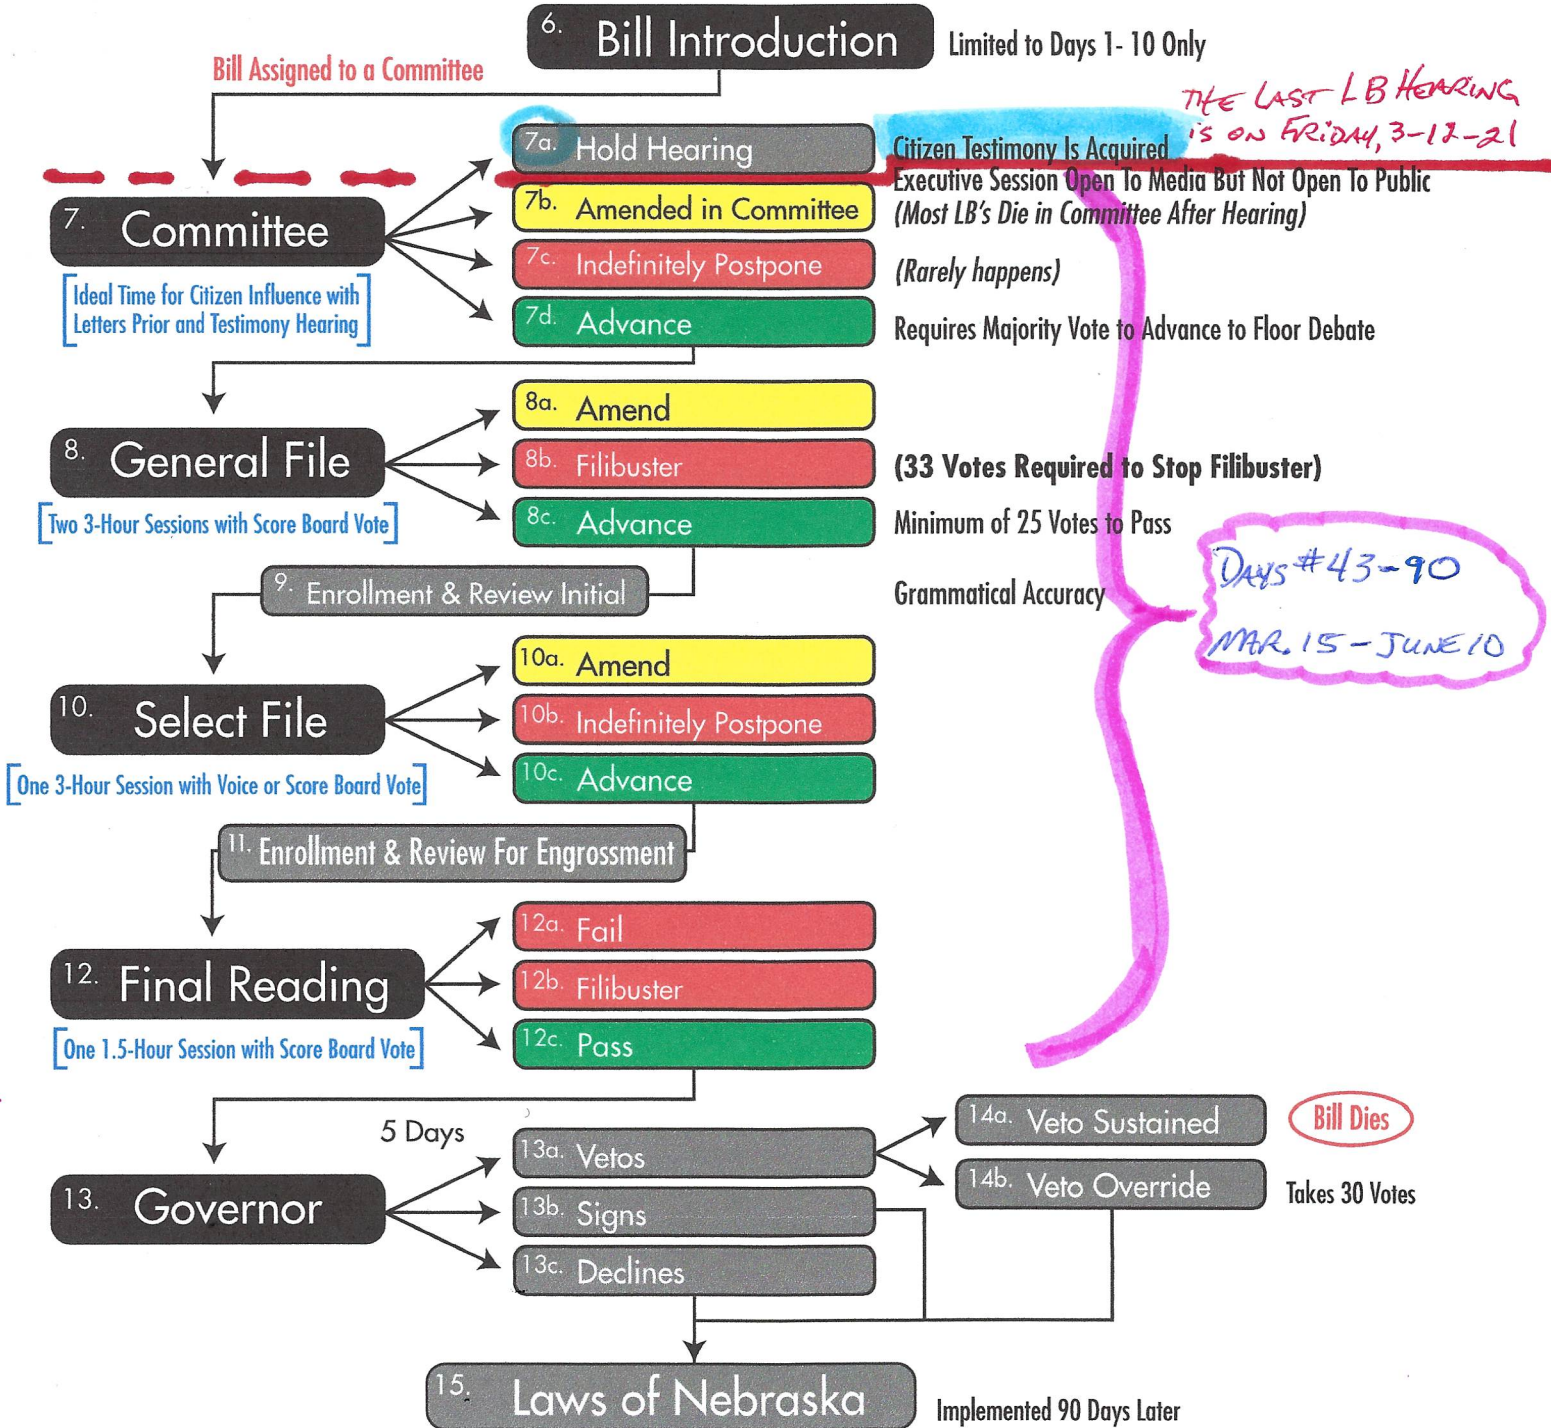 6. Bill Introduction
Limited to Days 1- 10 Only
Bill Assigned to a Committee
THE LAST LB HEARING
IS ON FRIDAY, 3-12-21
7a. Hold Hearing
Citizen Testimony Is Acquired
Executive Session Open To Media But Not Open To Public
7. Committee
7b. Amended in Committee
(Most LB's Die in Committee After Hearing)
7c. Indefinitely Postpone
(Rarely happens)
[Ideal Time for Citizen Influence with
Letters Prior and Testimony Hearing]
7d. Advance
Requires Majority Vote to Advance to Floor Debate
8. General File
8a. Amend
8b. Filibuster
(33 Votes Required to Stop Filibuster)
[Two 3-Hour Sessions with Score Board Vote]
8c. Advance
Minimum of 25 Votes to Pass
DAYS #43-90
MAR. 15 - JUNE 10
9. Enrollment & Review Initial
Grammatical Accuracy
10. Select File
10a. Amend
10b. Indefinitely Postpone
[One 3-Hour Session with Voice or Score Board Vote]
10c. Advance
11. Enrollment & Review For Engrossment
12. Final Reading
12a. Fail
12b. Filibuster
[One 1.5-Hour Session with Score Board Vote]
12c. Pass
5 Days
13. Governor
13a. Vetos
13b. Signs
13c. Declines
14a. Veto Sustained
Bill Dies
14b. Veto Override
Takes 30 Votes
15. Laws of Nebraska
Implemented 90 Days Later